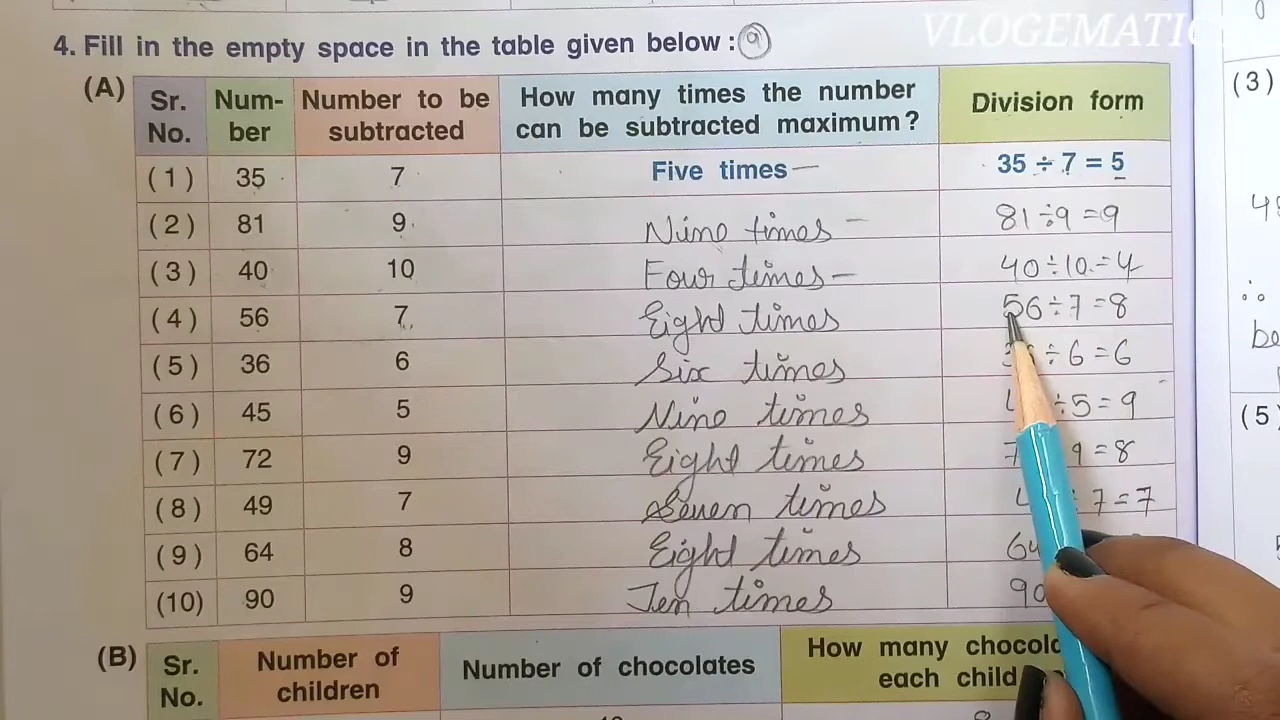 VLOGEMATIC
4. Fill in the empty space in the table given below : 9
(A) Sr. No. Num-ber Number to be subtracted How many times the number can be subtracted maximum? Division form
(1) 35 7 Five times 35 ÷ 7 = 5
(2) 81 9 Nine times 81 ÷ 9 = 9
(3) 40 10 Four times 40 ÷ 10 = 4
(4) 56 7 Eight times 56 ÷ 7 = 8
(5) 36 6 Six times ÷ 6 = 6
(6) 45 5 Nine times ÷ 5 = 9
(7) 72 9 Eight times 7 9 = 8
(8) 49 7 Seven times 4 ÷ 7 = 7
(9) 64 8 Eight times 64
(10) 90 9 Ten times 90
(B) Sr. No. Number of children Number of chocolates How many chocol each child
(3)
(5)